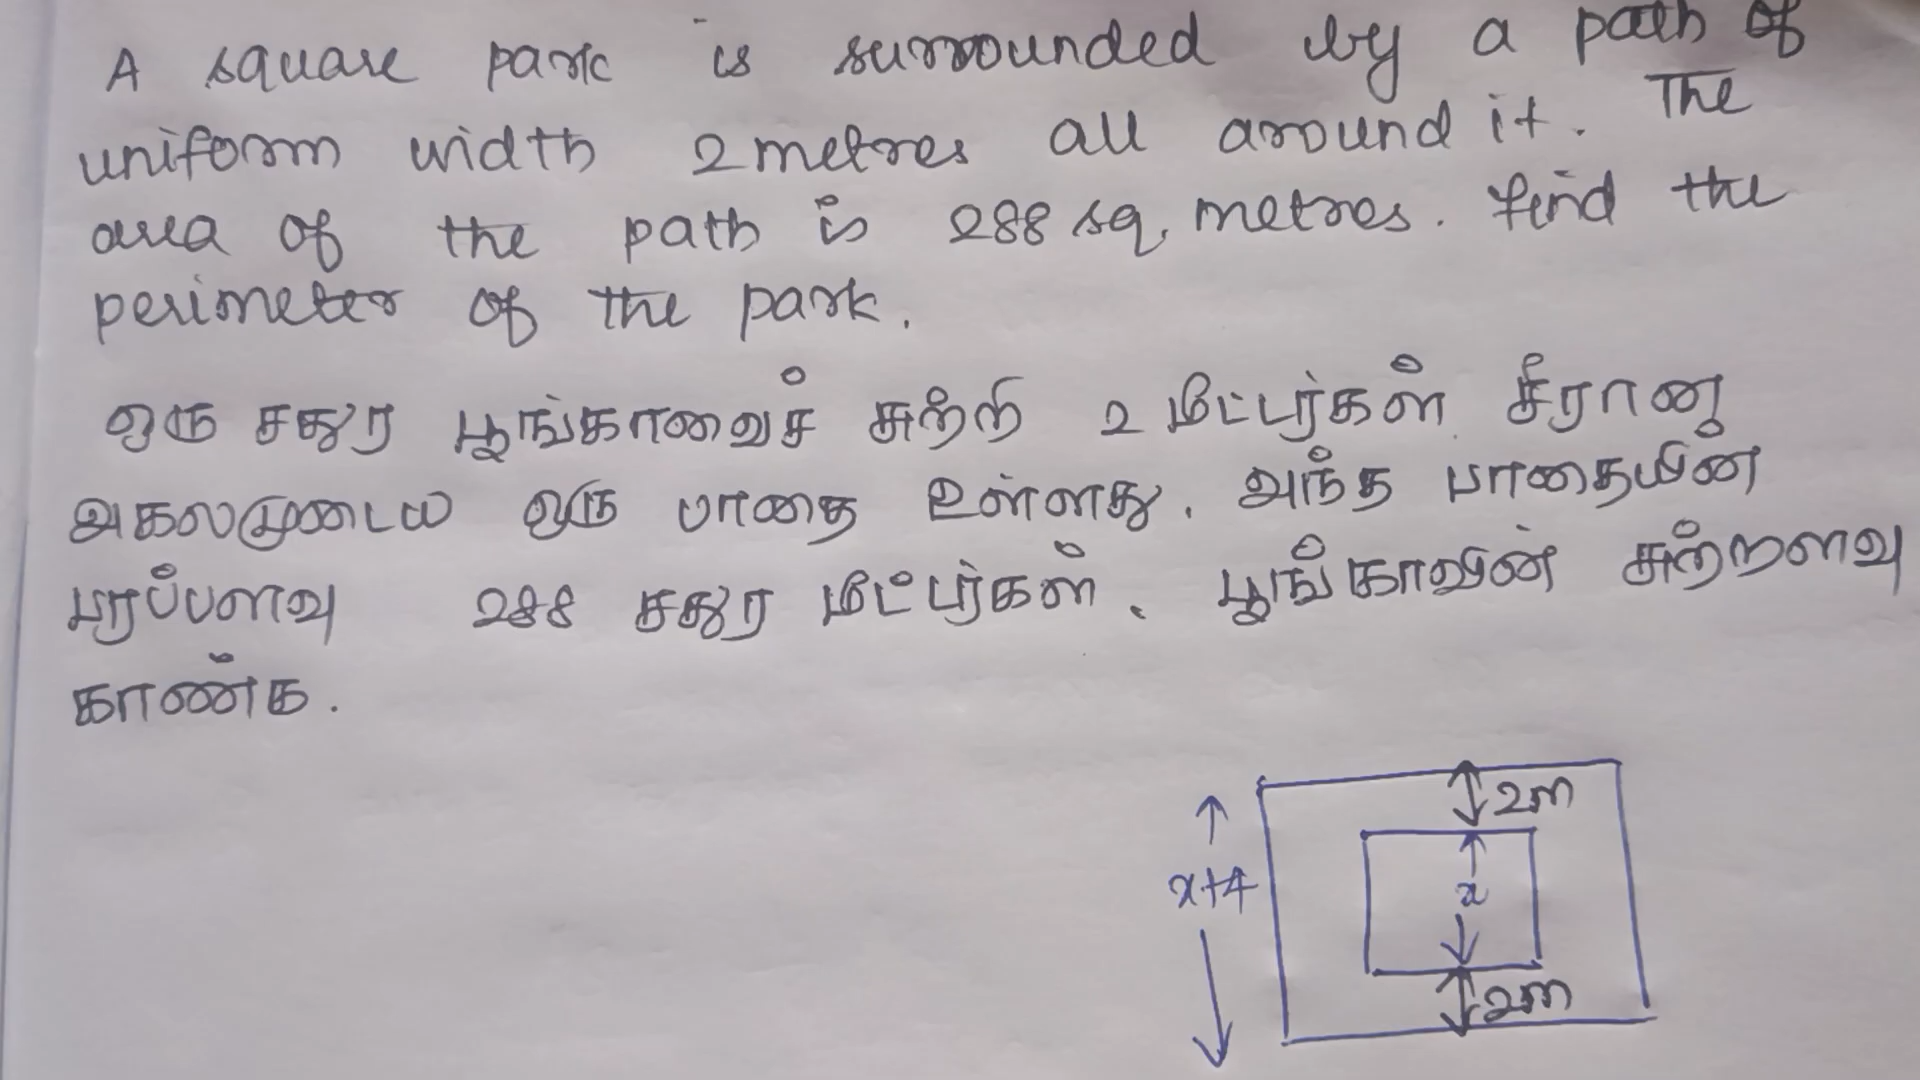 A square park is surrounded by a path of
uniform width 2 metres all around it. The
area of the path is 288 sq. metres. Find the
perimeter of the park.
ஒரு சதுர பூங்காவைச் சுற்றி 2 மீட்டர்கள் சீரான
அகலமுடைய ஒரு பாதை உள்ளது. அந்த பாதையின்
பரப்பளவு 288 சதுர மீட்டர்கள். பூங்காவின் சுற்றளவு
காண்க.
2m
x+4
x
2m